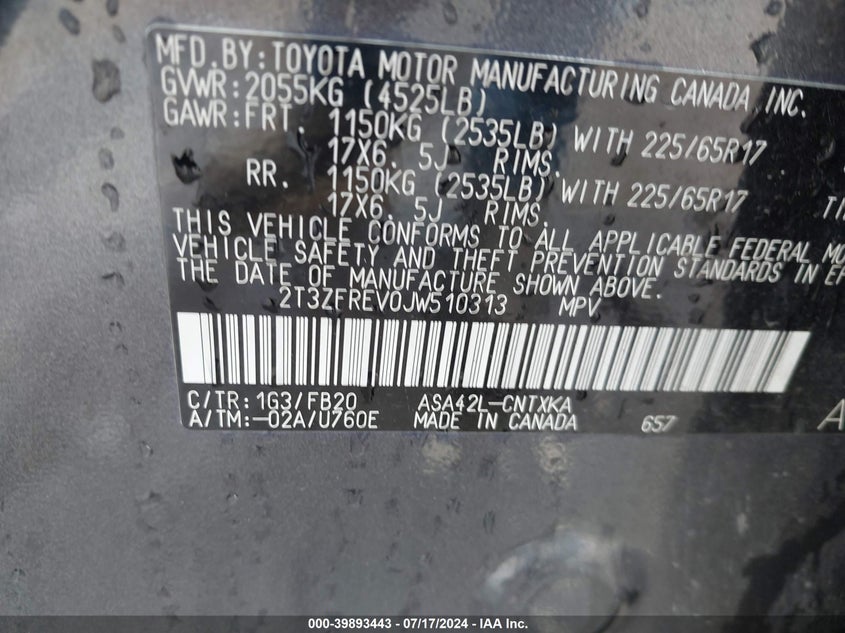 MFD.BY:TOYOTA MOTOR MANUFACTURING CANADA INC.
GVWR:2055KG (4525LB)
GAWR:FRT. 1150KG (2535LB) WITH 225/65R17
17X6. 5J RIMS.
RR. 1150KG (2535LB) WITH 225/65R17
17X6. 5J RIMS.
THIS VEHICLE CONFORMS TO ALL APPLICABLE FEDERAL
VEHICLE SAFETY AND THEFT PREVENTION STANDARDS IN
THE DATE OF MANUFACTURE SHOWN ABOVE.
2T3ZFREV0JW510313 MPV
C/TR:1G3/FB20 ASA42L-CNTXKA
A/TM:-02A/U760E MADE IN CANADA 657
000-39893443 / 07/17/2024 - IAA Inc.